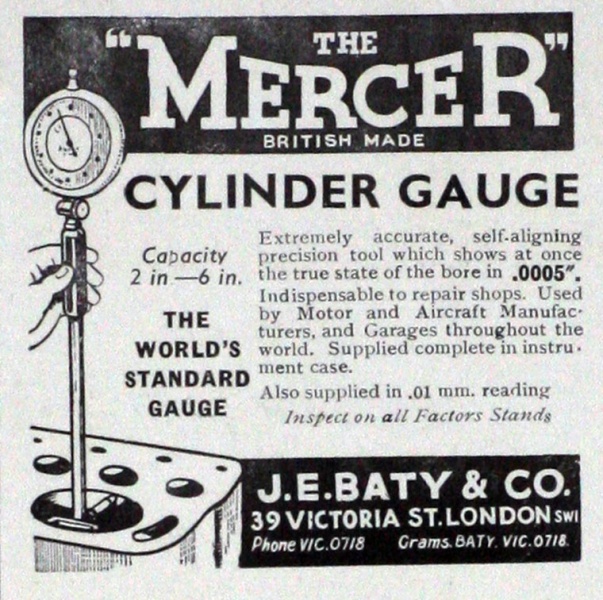 THE
"MERCER"
BRITISH MADE
CYLINDER GAUGE
Capacity
2 in —6 in.
THE
WORLD'S
STANDARD
GAUGE
Extremely accurate, self-aligning
precision tool which shows at once
the true state of the bore in .0005".
Indispensable to repair shops. Used
by Motor and Aircraft Manufac-
turers, and Garages throughout the
world. Supplied complete in instru-
ment case.
Also supplied in .01 mm. reading
Inspect on all Factors Stands
J.E.BATY & CO.
39 VICTORIA ST. LONDON SW1
Phone VIC.0718 Grams. BATY. VIC.0718.